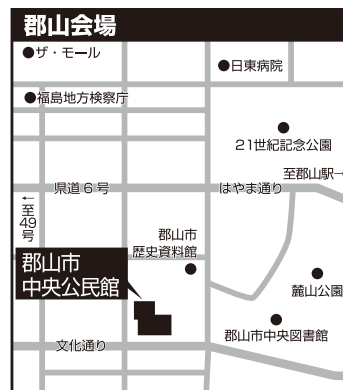 郡山会場
●ザ・モール
●日東病院
●福島地方検察庁
21世紀記念公園
至郡山駅→
県道6号
はやま通り
←至49号
郡山市
歴史資料館
郡山市
中央公民館
麓山公園
郡山市中央図書館
文化通り